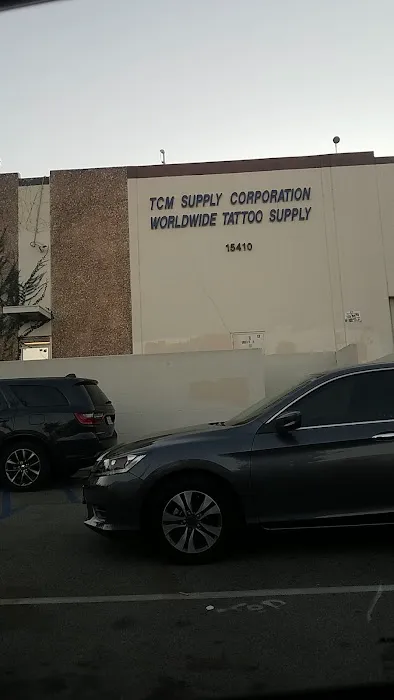 TCM SUPPLY CORPORATION
WORLDWIDE TATTOO SUPPLY
15410